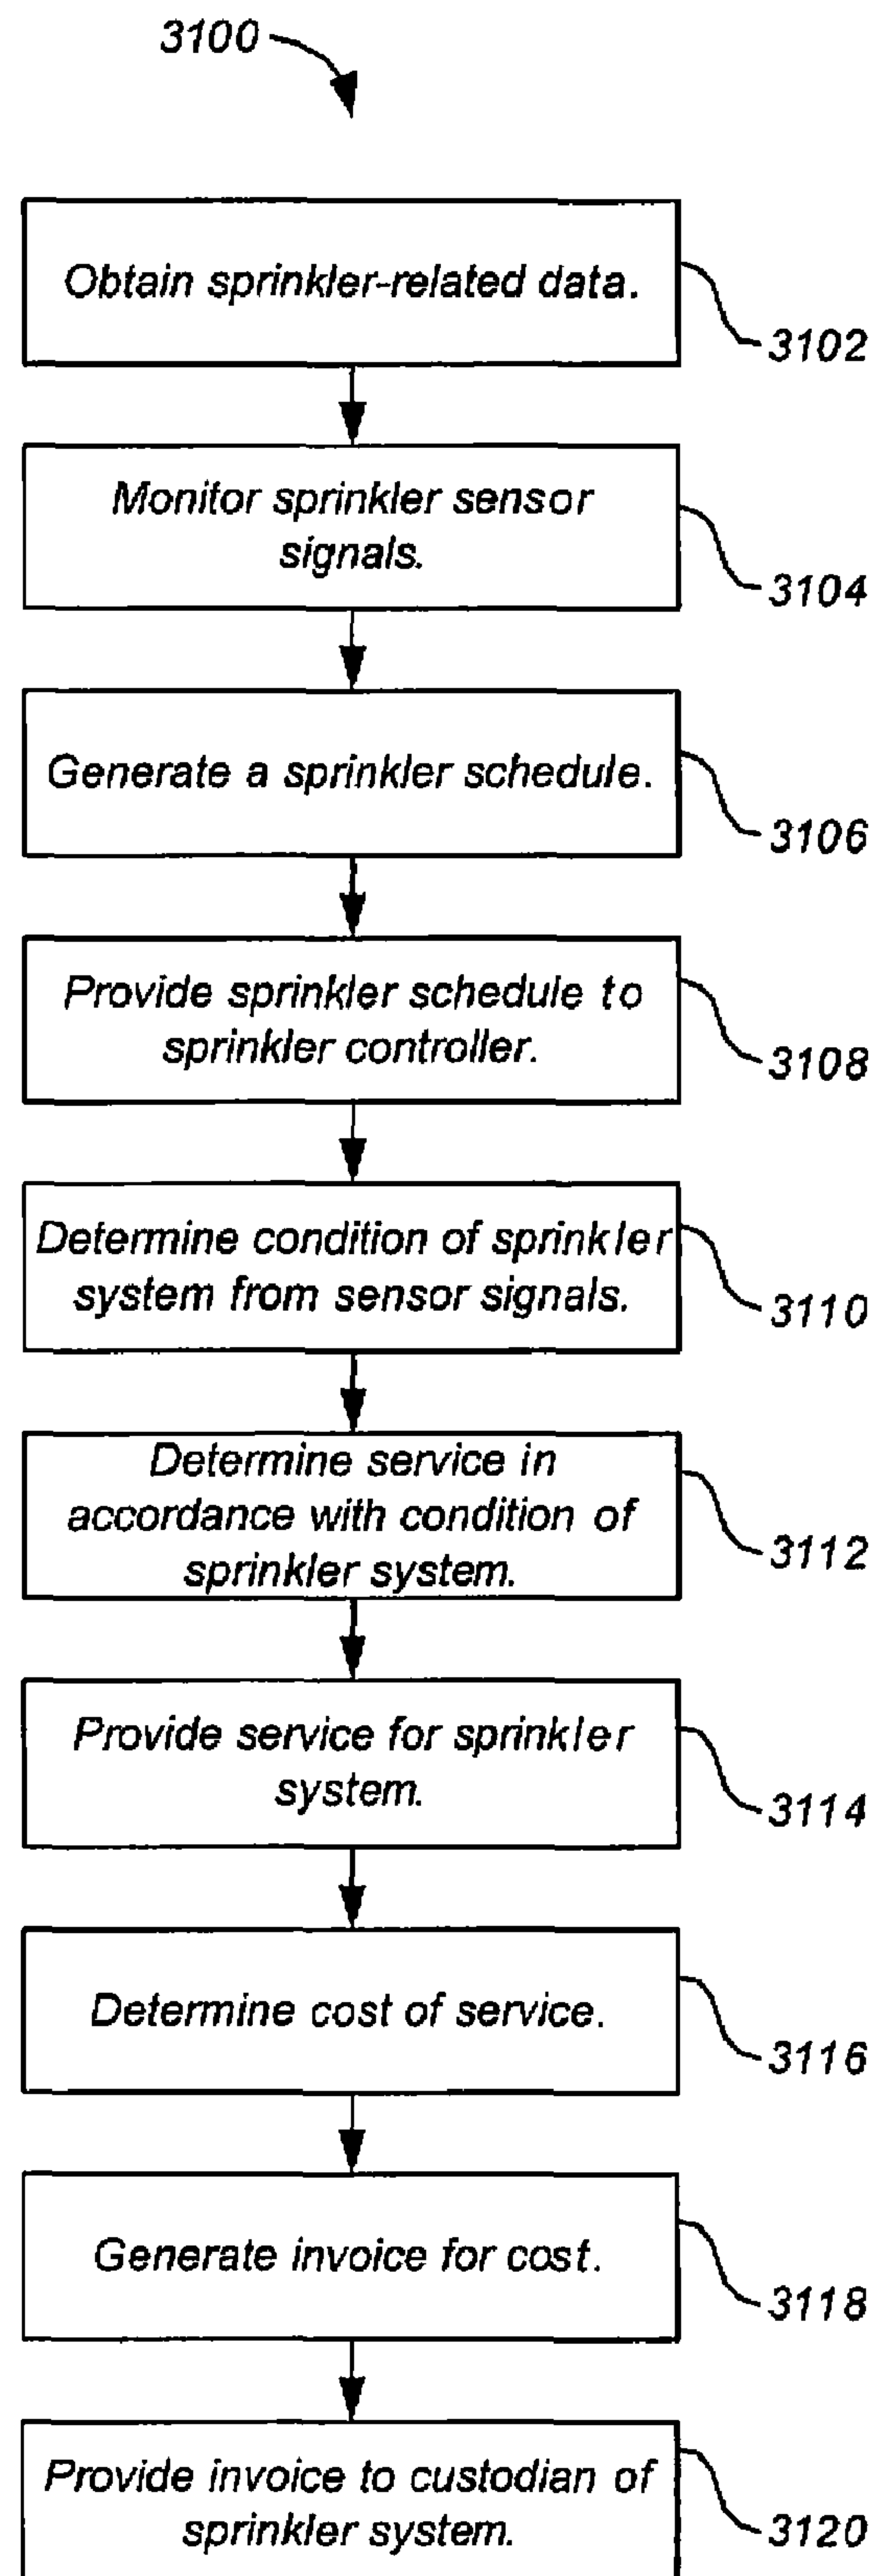 3100
Obtain sprinkler-related data.
3102
Monitor sprinkler sensor
signals.
3104
Generate a sprinkler schedule.
3106
Provide sprinkler schedule to
sprinkler controller.
3108
Determine condition of sprinkler
system from sensor signals.
3110
Determine service in
accordance with condition of
sprinkler system.
3112
Provide service for sprinkler
system.
3114
Determine cost of service.
3116
Generate invoice for cost.
3118
Provide invoice to custodian of
sprinkler system.
3120